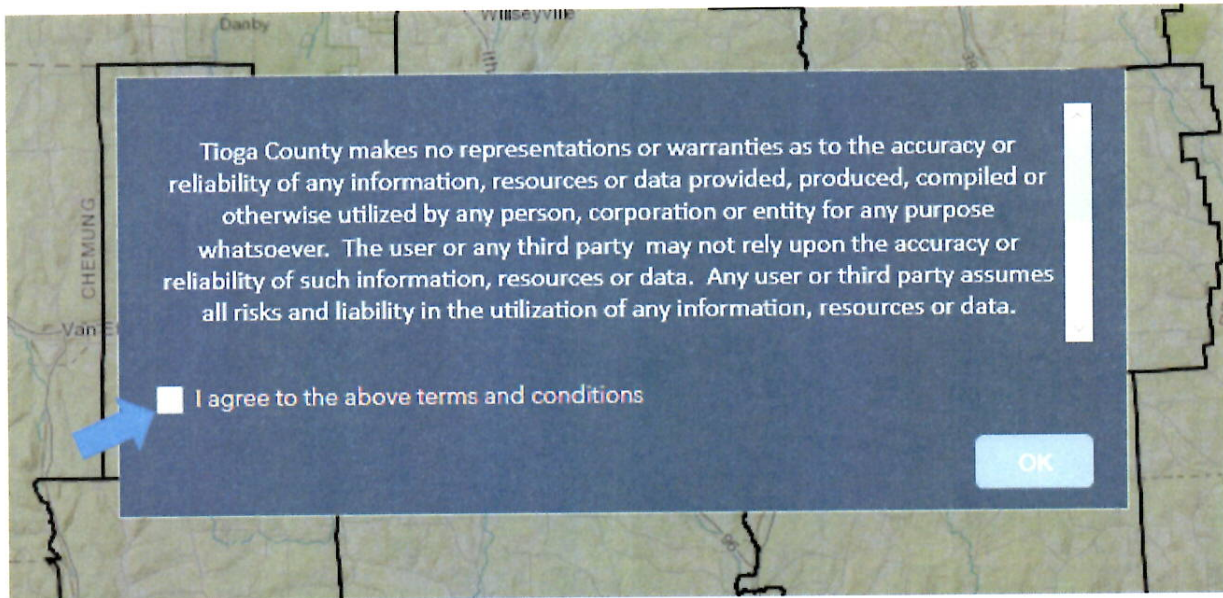 Danby
Willseyville
CHEMUNG
Tioga County makes no representations or warranties as to the accuracy or
reliability of any information, resources or data provided, produced, compiled or
otherwise utilized by any person, corporation or entity for any purpose
whatsoever.  The user or any third party  may not rely upon the accuracy or
reliability of such information, resources or data.  Any user or third party assumes
all risks and liability in the utilization of any information, resources or data.
I agree to the above terms and conditions
OK
96